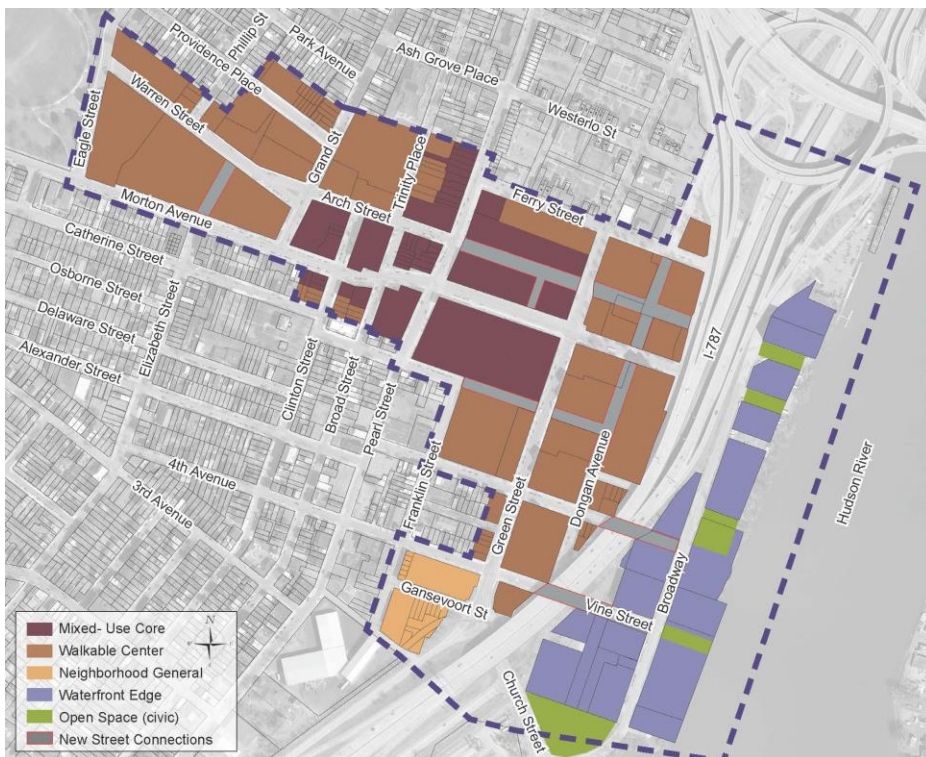 Phillip St
Park Avenue
Providence Place
Ash Grove Place
Westerlo St
Warren Street
Eagle Street
Grand St
Trinity Place
Arch Street
Ferry Street
Morton Avenue
Catherine Street
Osborne Street
Delaware Street
Alexander Street
Elizabeth Street
Clinton Street
Broad Street
Pearl Street
Franklin Street
Green Street
Dongan Avenue
I-787
Hudson River
4th Avenue
3rd Avenue
Gansevoort St
Vine Street
Broadway
Church Street
N
Mixed- Use Core
Walkable Center
Neighborhood General
Waterfront Edge
Open Space (civic)
New Street Connections